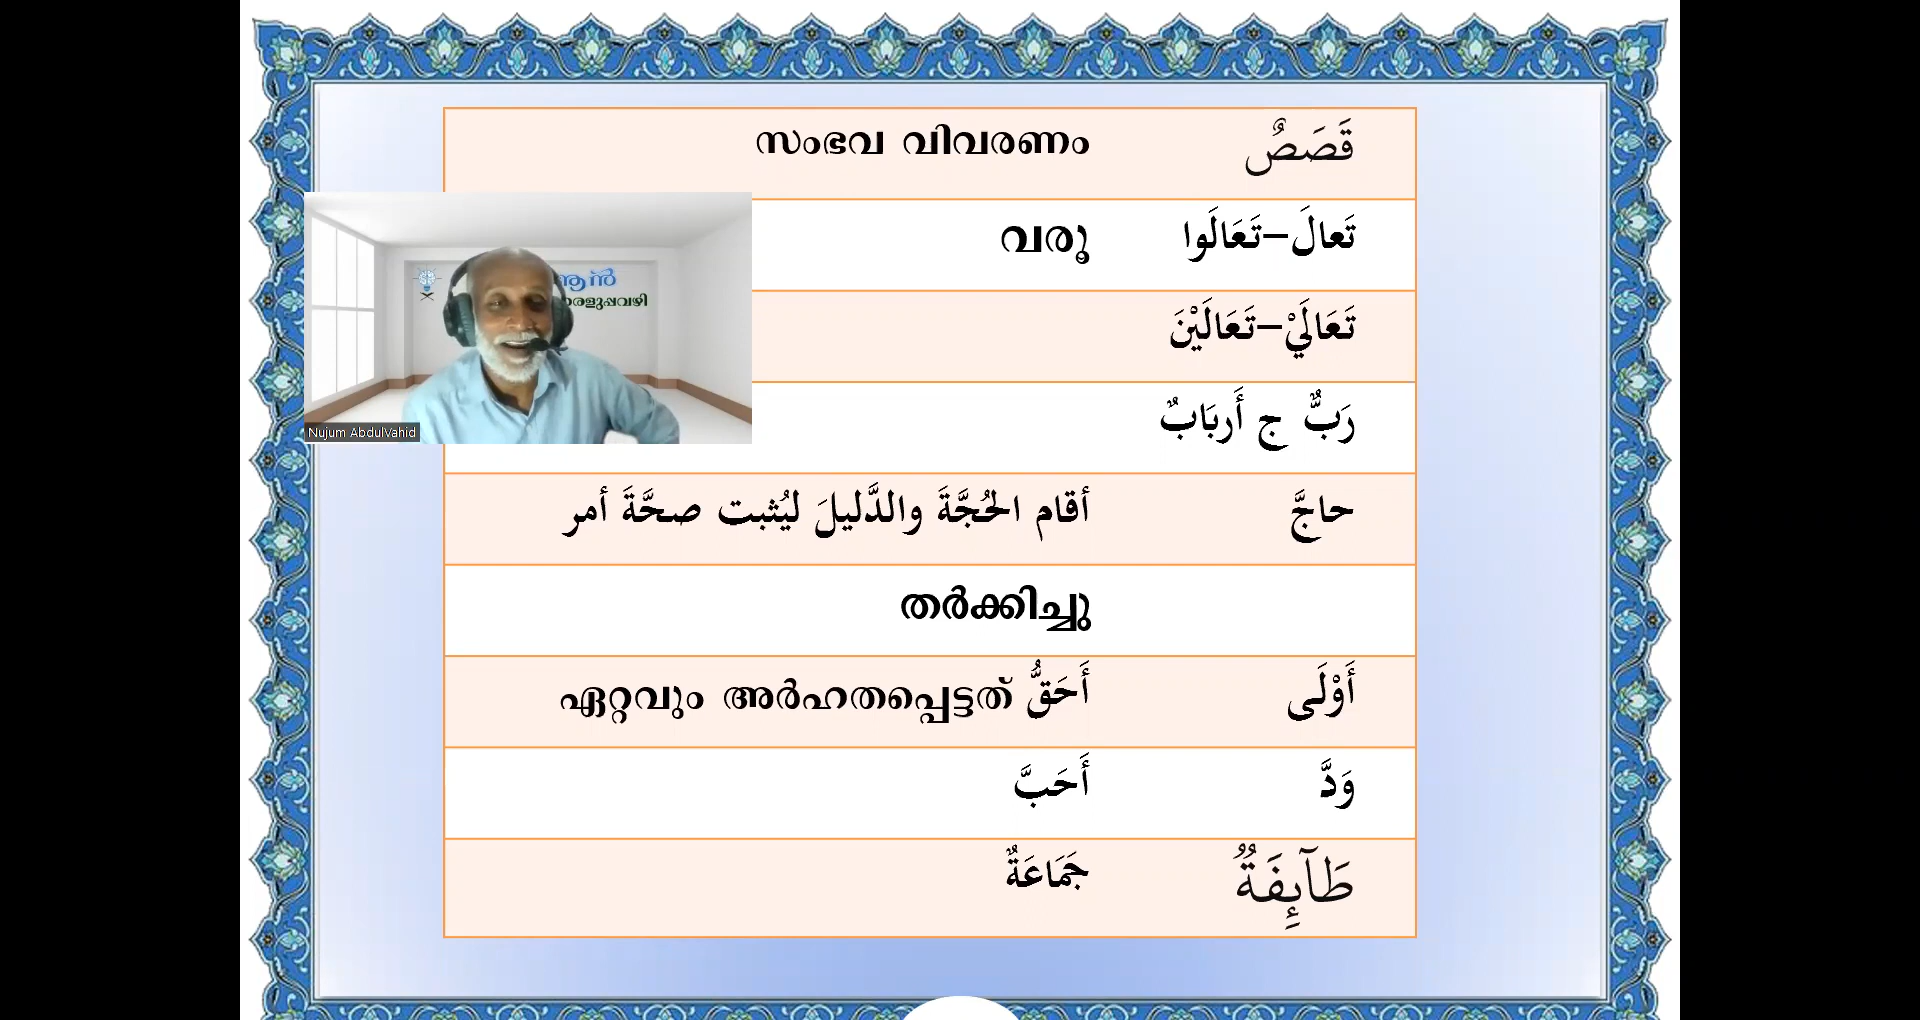 قَصَصٌ സംഭവ വിവരണം
تَعالَ–تَعَالَوا വരൂ
تَعَالَيْ–تَعَالَيْنَ
رَبٌّ ج أَربَابٌ
حاجَّ أقام الحُجَّةَ والدَّليلَ ليُثبت صحَّةَ أمر
തർക്കിച്ചു
أَوْلَى أَحَقُّ ഏറ്റവും അർഹതപ്പെട്ടത്
وَدَّ أَحَبَّ
طَآئِفَةٌ جَمَاعَةٌ
Nujum AbdulVahid